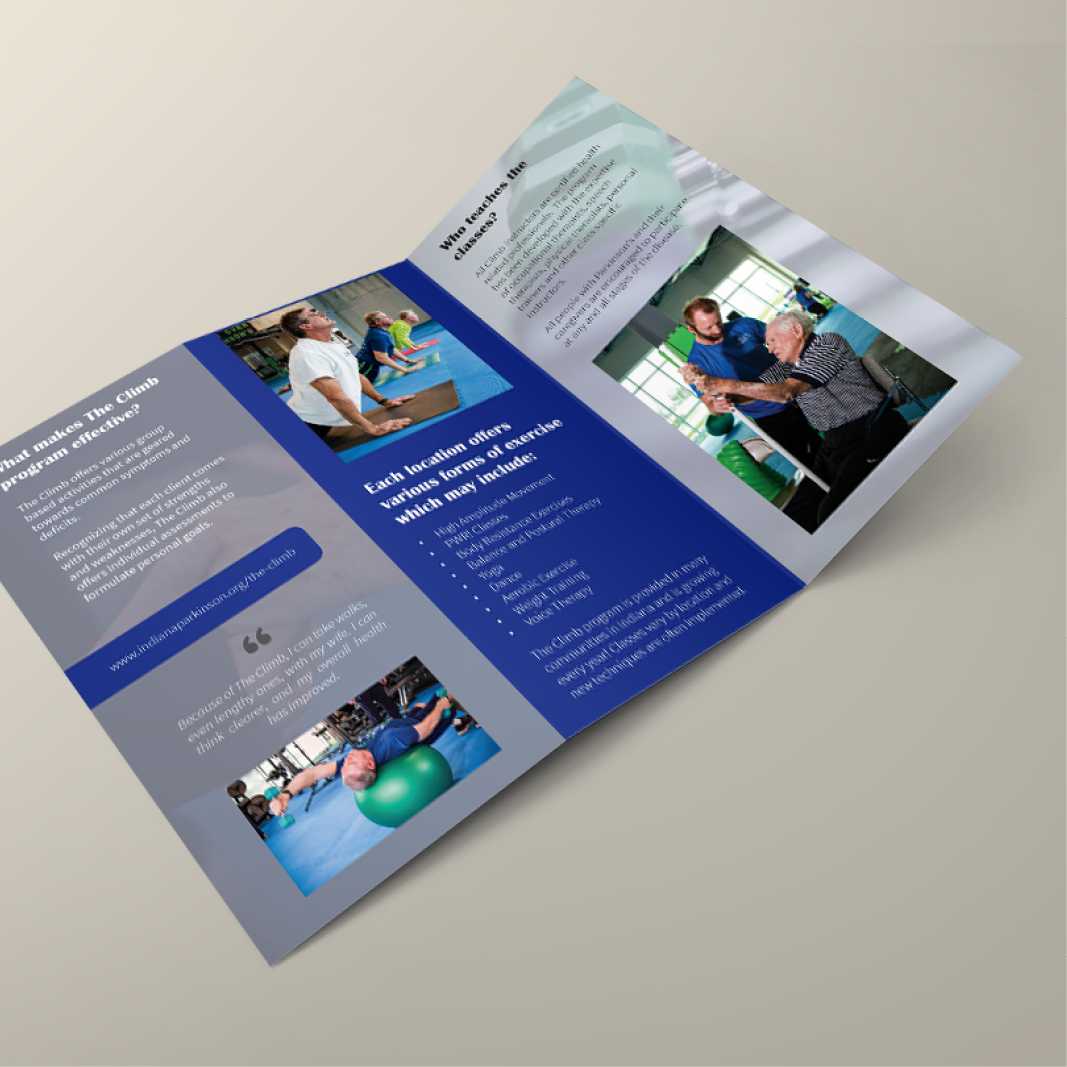 What makes The Climb
program effective?
The Climb offers various group
based activities that are geared
towards common symptoms and
deficits.
Recognizing that each client comes
with their own set of strengths
and weaknesses, The Climb also
offers individual assessments to
formulate personal goals.
www.indianaparkinson.org/the-climb
“
Because of The Climb, I can take walks,
even lengthy ones, with my wife. I can
think clearer, and my overall health
has improved.
Each location offers
various forms of exercise
which may include:
• High Amplitude Movement
• PWR Classes
• Body Resistance Exercises
• Balance and Postural Therapy
• Yoga
• Dance
• Aerobic Exercise
• Weight Training
• Voice Therapy
The Climb program is provided in many
communities in Indiana and is growing
every year! Classes vary by location and
new techniques are often implemented.
Who teaches the
classes?
All Climb instructors are certified health
related professionals. The program
has been developed with the expertise
of occupational therapists, speech
therapists, physical therapists, personal
trainers and other class specific
instructors.
All people with Parkinson's and their
caregivers are encouraged to participate
at any and all stages of the disease.